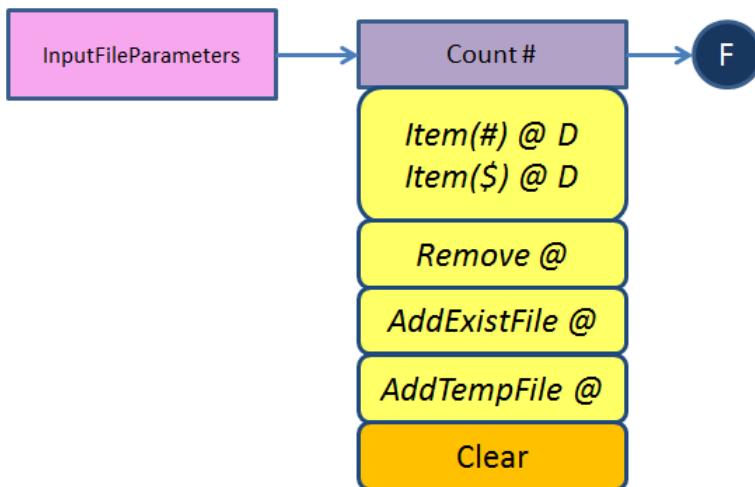 InputFileParameters
Count #
F
Item(#) @ D
Item($) @ D
Remove @
AddExistFile @
AddTempFile @
Clear